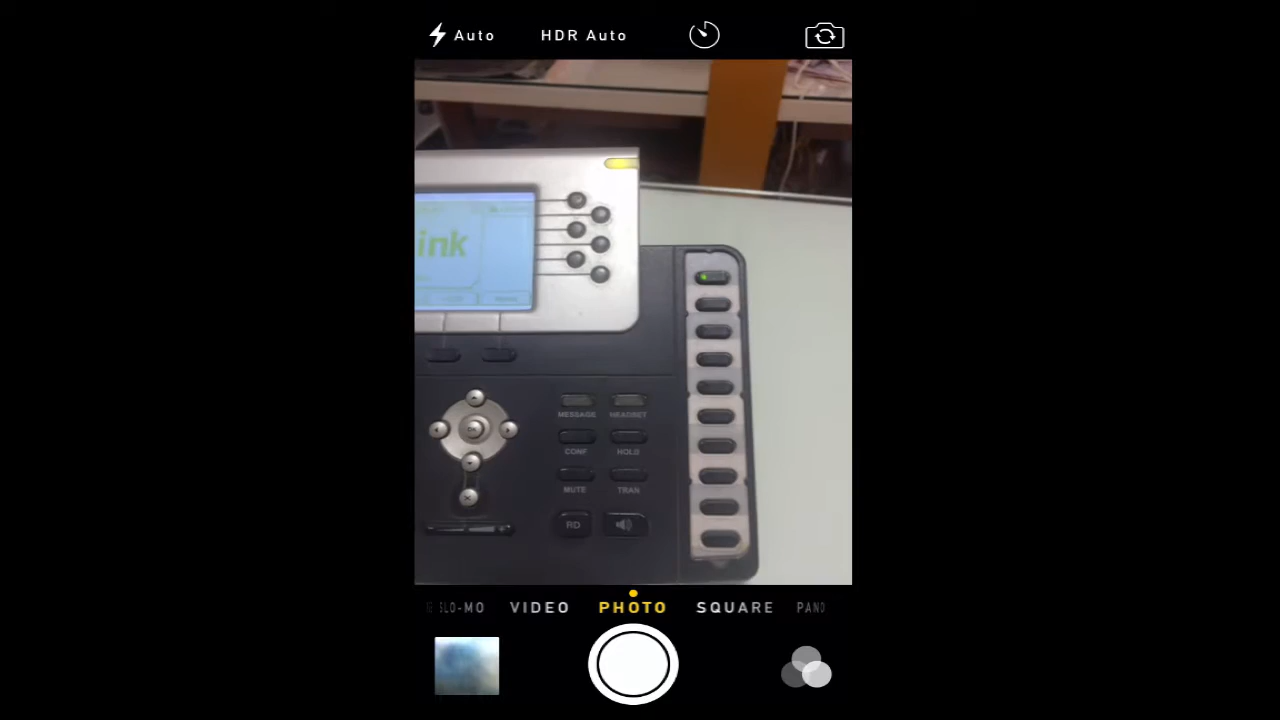 Auto HDR Auto
ink
MESSAGE HEADSET
CONF HOLD
MUTE TRAN
RD
SLO-MO VIDEO PHOTO SQUARE PANO